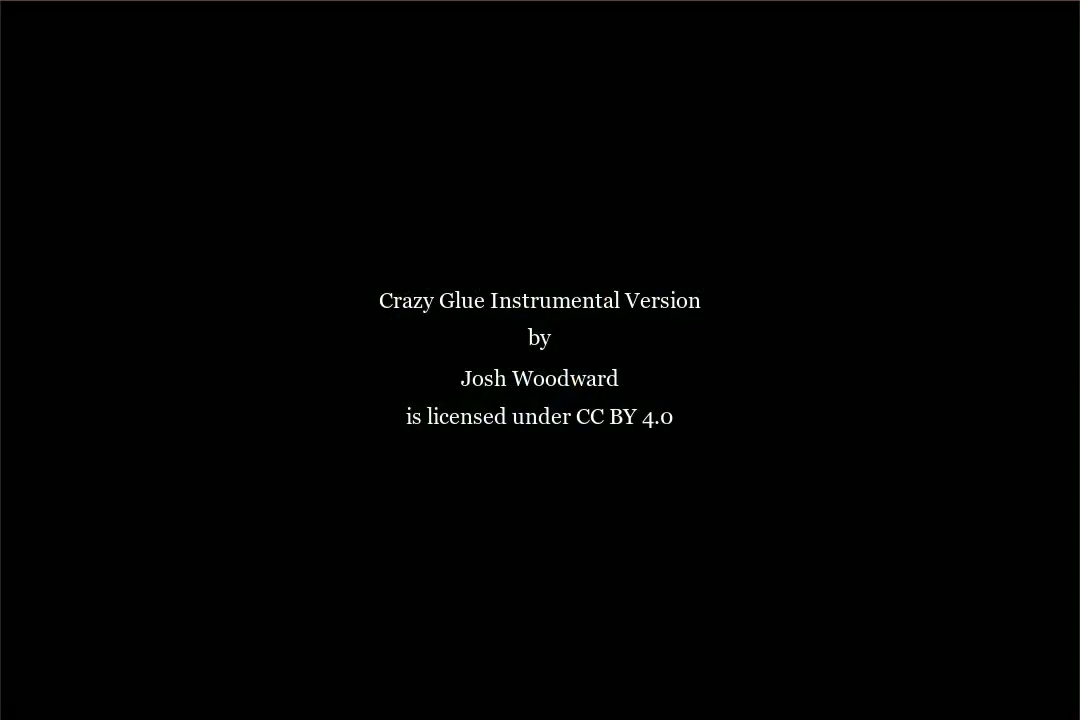 Crazy Glue Instrumental Version
by
Josh Woodward
is licensed under CC BY 4.0